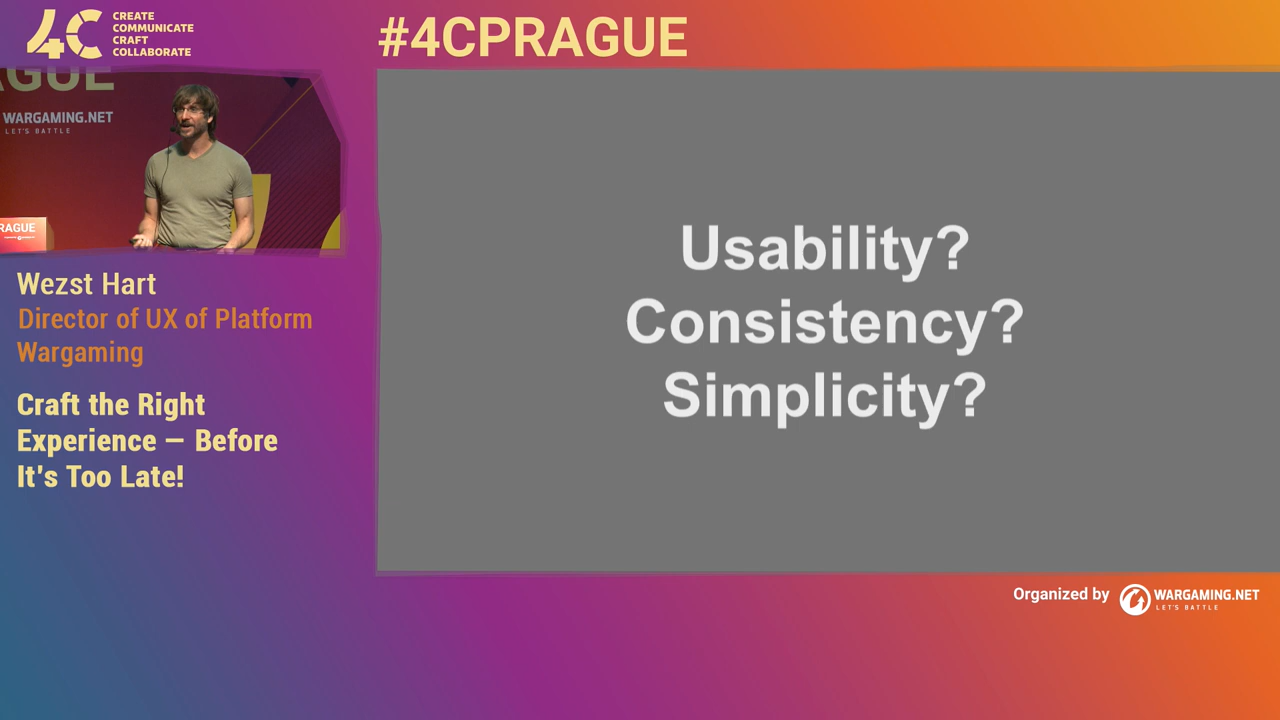 4C
CREATE
COMMUNICATE
CRAFT
COLLABORATE
#4CPRAGUE
AGUE
WARGAMING.NET
LET'S BATTLE
RAGUE
Wezst Hart
Director of UX of Platform
Wargaming
Craft the Right
Experience — Before
It's Too Late!
Usability?
Consistency?
Simplicity?
Organized by
WARGAMING.NET
LET'S BATTLE